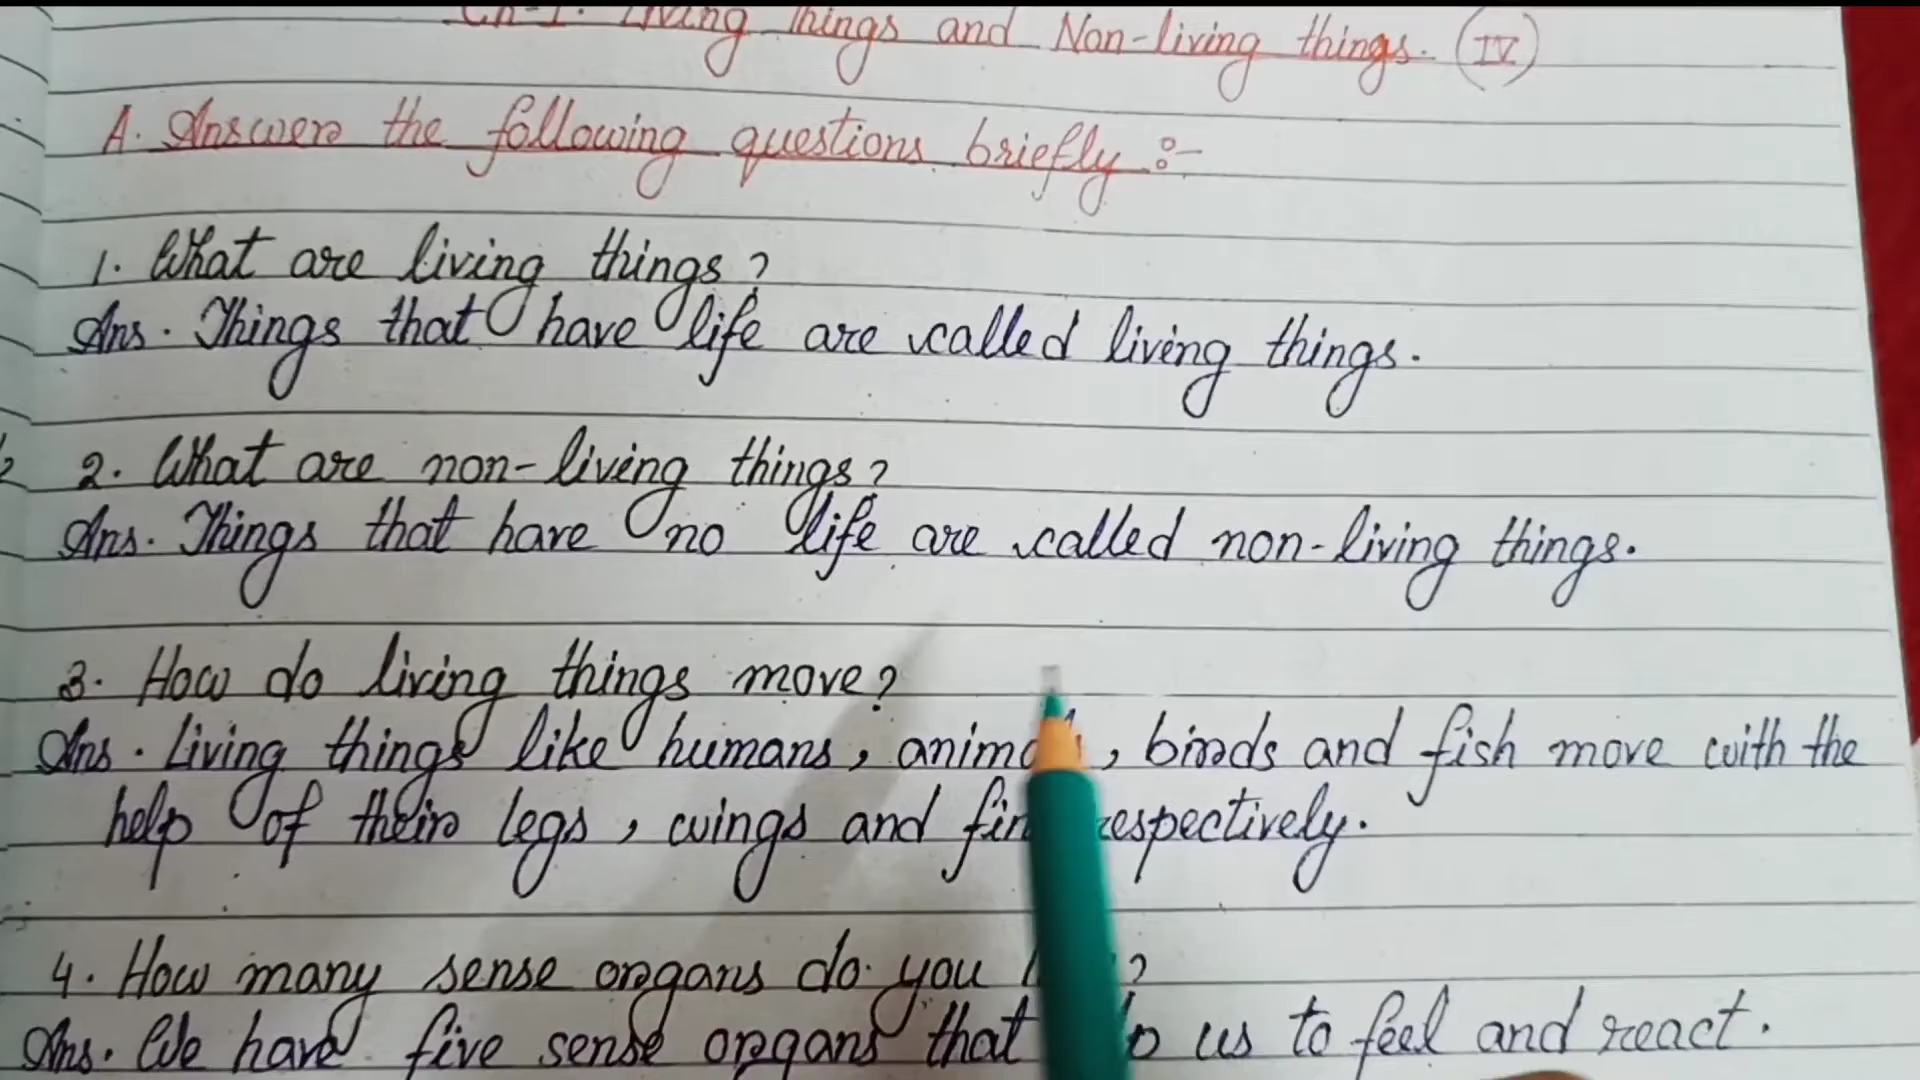 Ch-1. Living things and Non-living things. (IV)
A. Answers the following questions briefly :-
1. What are living things?
Ans. Things that have life are called living things.
2. What are non-living things?
Ans. Things that have no life are called non-living things.
3. How do living things move?
Ans. Living things like humans, , birds and fish move with the
help of their legs, wings and respectively.
4. How many sense organs do you ?
Ans. We have five sense organs that us to feel and react.